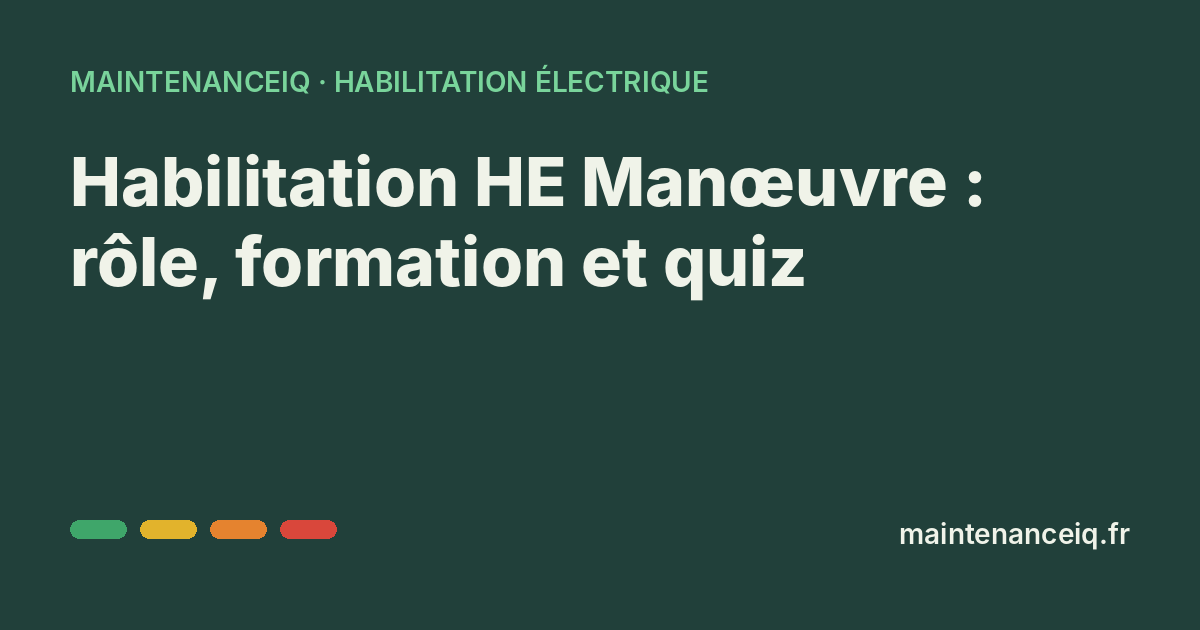 MAINTENANCEIQ · HABILITATION ÉLECTRIQUE
Habilitation HE Manœuvre :
rôle, formation et quiz
maintenanceiq.fr